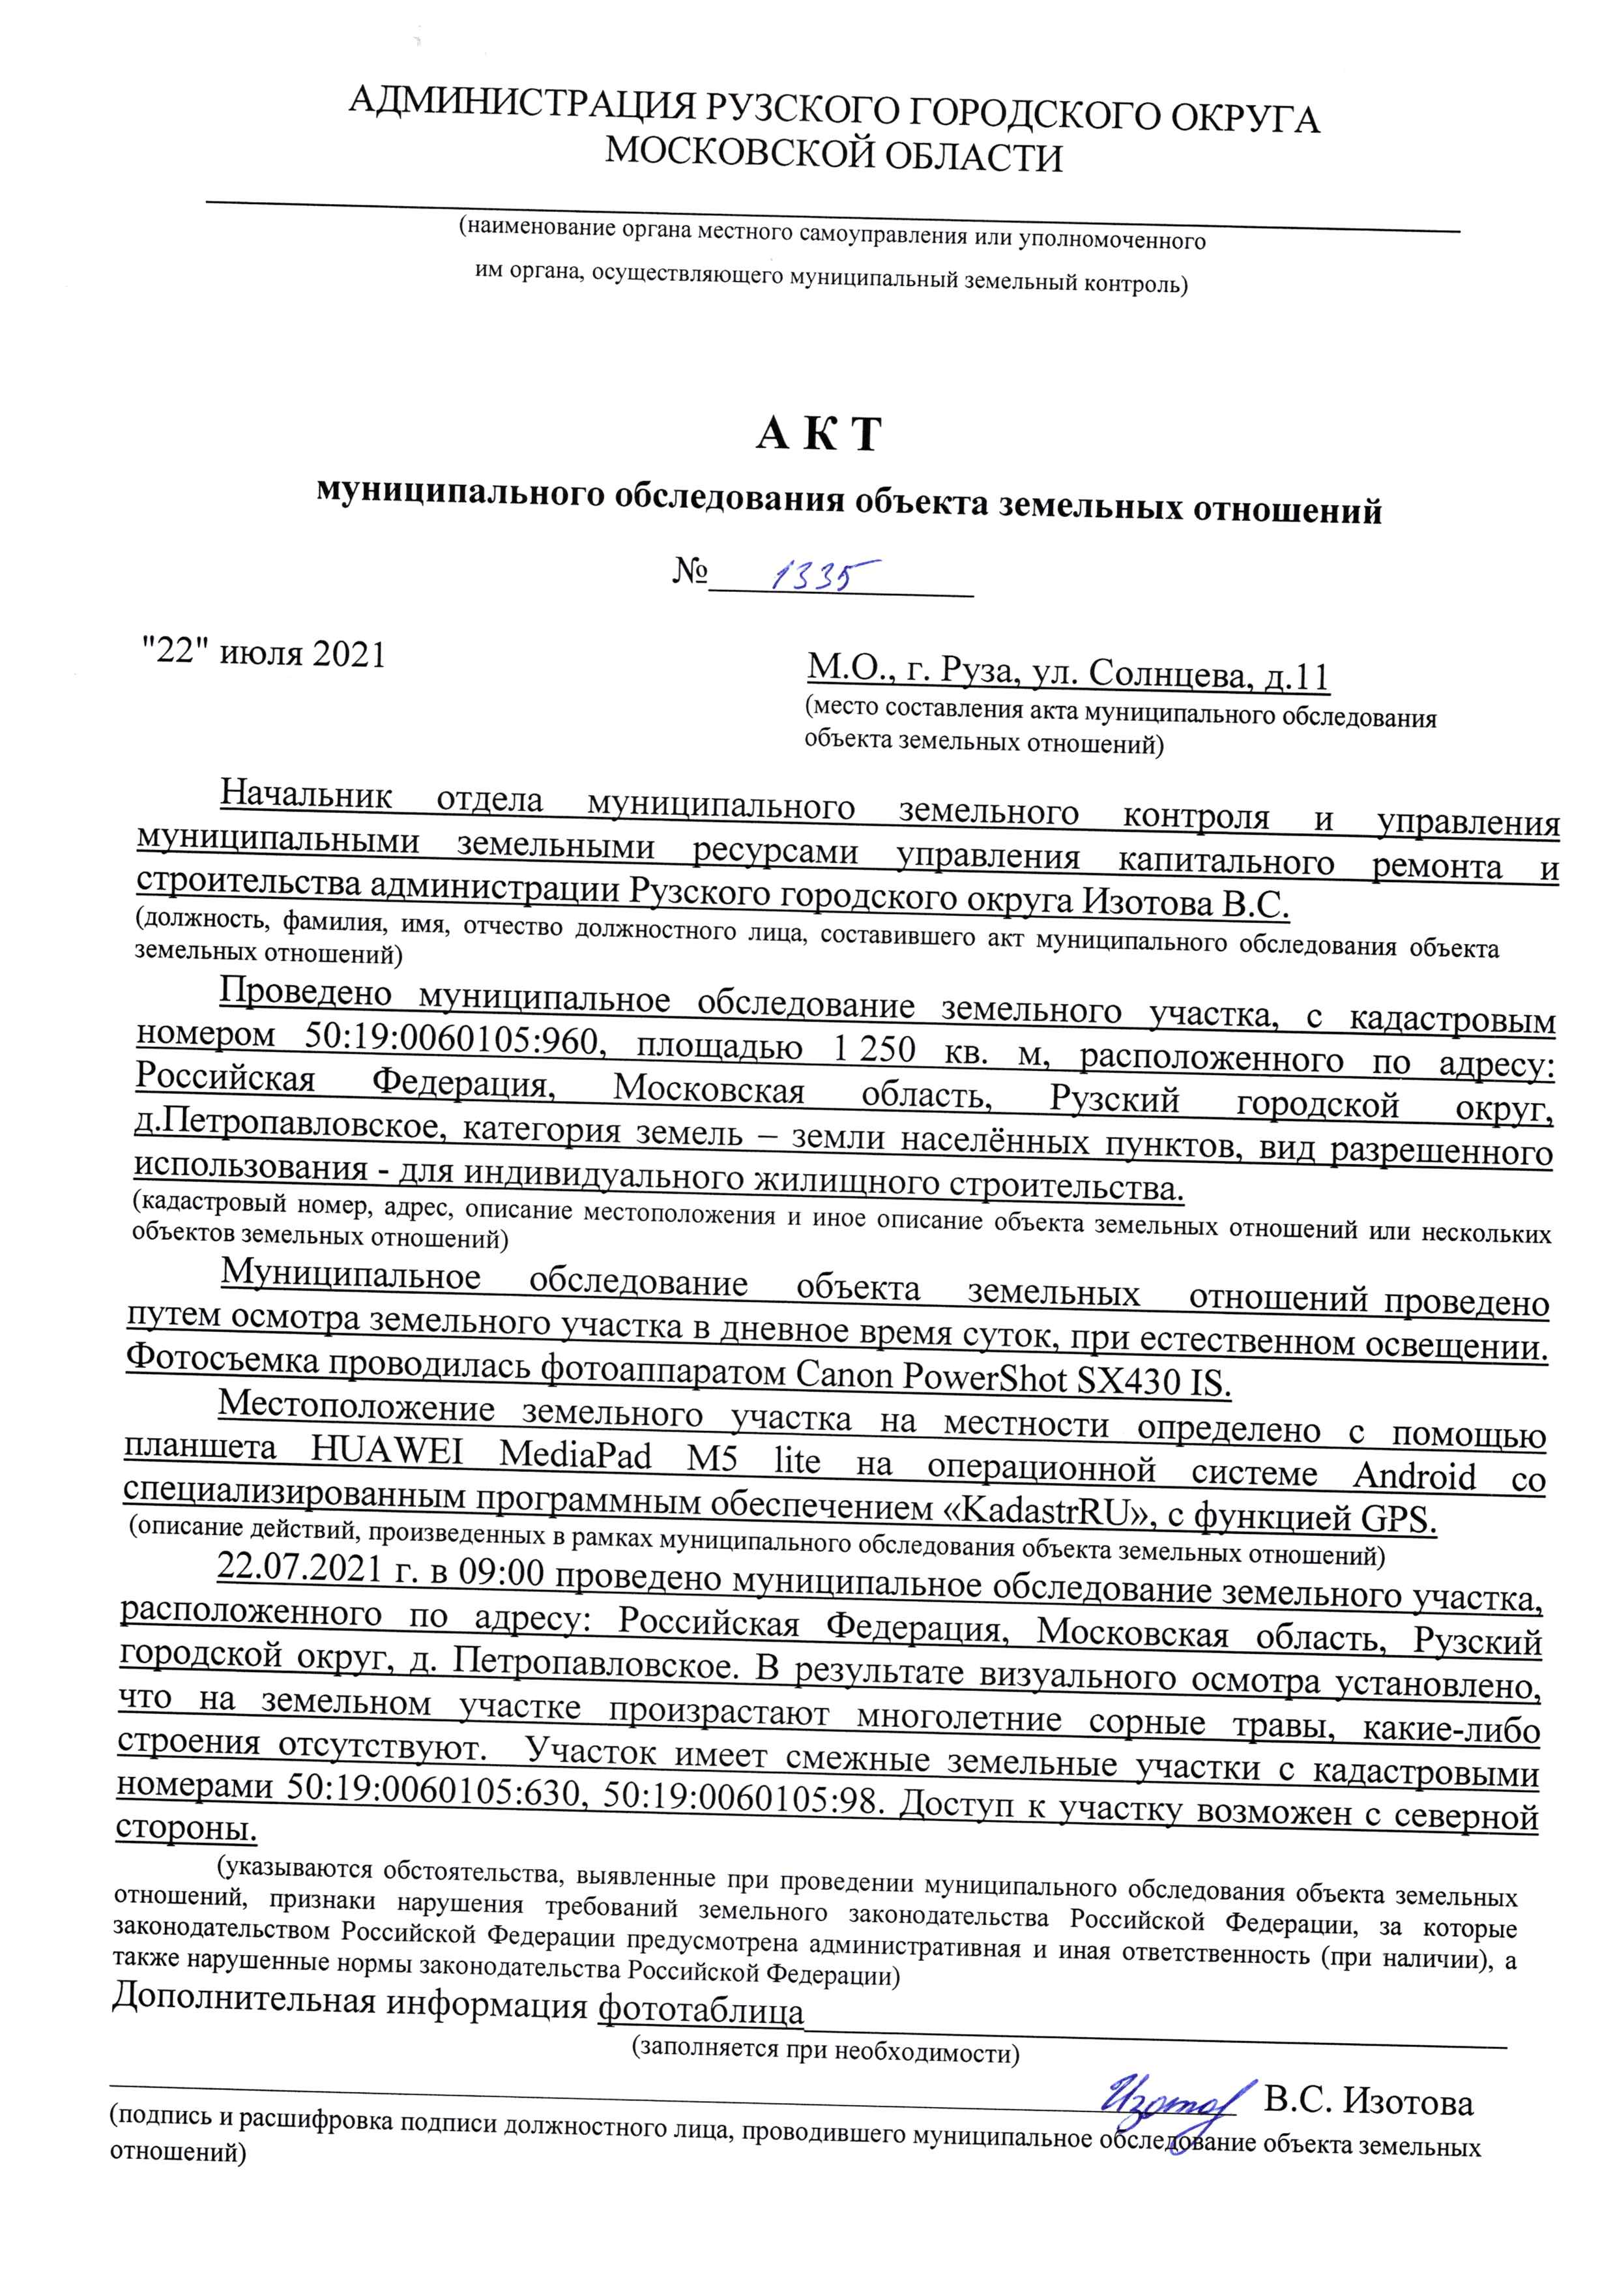 АДМИНИСТРАЦИЯ РУЗСКОГО ГОРОДСКОГО ОКРУГА
МОСКОВСКОЙ ОБЛАСТИ
(наименование органа местного самоуправления или уполномоченного
им органа, осуществляющего муниципальный земельный контроль)
А К Т
муниципального обследования объекта земельных отношений
№ 1335
"22" июля 2021
М.О., г. Руза, ул. Солнцева, д.11
(место составления акта муниципального обследования
объекта земельных отношений)
Начальник отдела муниципального земельного контроля и управления
муниципальными земельными ресурсами управления капитального ремонта и
строительства администрации Рузского городского округа Изотова В.С.
(должность, фамилия, имя, отчество должностного лица, составившего акт муниципального обследования объекта
земельных отношений)
Проведено муниципальное обследование земельного участка, с кадастровым
номером 50:19:0060105:960, площадью 1 250 кв. м, расположенного по адресу:
Российская Федерация, Московская область, Рузский городской округ,
д.Петропавловское, категория земель – земли населённых пунктов, вид разрешенного
использования - для индивидуального жилищного строительства.
(кадастровый номер, адрес, описание местоположения и иное описание объекта земельных отношений или нескольких
объектов земельных отношений)
Муниципальное обследование объекта земельных отношений проведено
путем осмотра земельного участка в дневное время суток, при естественном освещении.
Фотосъемка проводилась фотоаппаратом Canon PowerShot SX430 IS.
Местоположение земельного участка на местности определено с помощью
планшета HUAWEI MediaPad M5 lite на операционной системе Android со
специализированным программным обеспечением «KadastrRU», с функцией GPS.
(описание действий, произведенных в рамках муниципального обследования объекта земельных отношений)
22.07.2021 г. в 09:00 проведено муниципальное обследование земельного участка,
расположенного по адресу: Российская Федерация, Московская область, Рузский
городской округ, д. Петропавловское. В результате визуального осмотра установлено,
что на земельном участке произрастают многолетние сорные травы, какие-либо
строения отсутствуют. Участок имеет смежные земельные участки с кадастровыми
номерами 50:19:0060105:630, 50:19:0060105:98. Доступ к участку возможен с северной
стороны.
(указываются обстоятельства, выявленные при проведении муниципального обследования объекта земельных
отношений, признаки нарушения требований земельного законодательства Российской Федерации, за которые
законодательством Российской Федерации предусмотрена административная и иная ответственность (при наличии), а
также нарушенные нормы законодательства Российской Федерации)
Дополнительная информация фототаблица
(заполняется при необходимости)
Изотов В.С. Изотова
(подпись и расшифровка подписи должностного лица, проводившего муниципальное обследование объекта земельных
отношений)